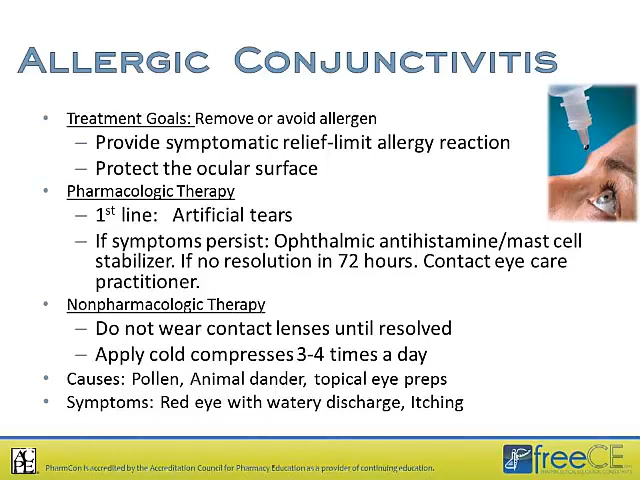 ALLERGIC CONJUNCTIVITIS
• Treatment Goals: Remove or avoid allergen
– Provide symptomatic relief-limit allergy reaction
– Protect the ocular surface
• Pharmacologic Therapy
– 1st line: Artificial tears
– If symptoms persist: Ophthalmic antihistamine/mast cell
stabilizer. If no resolution in 72 hours. Contact eye care
practitioner.
• Nonpharmacologic Therapy
– Do not wear contact lenses until resolved
– Apply cold compresses 3-4 times a day
• Causes: Pollen, Animal dander, topical eye preps
• Symptoms: Red eye with watery discharge, Itching
PharmCon is accredited by the Accreditation Council for Pharmacy Education as a provider of continuing education.
freeCE